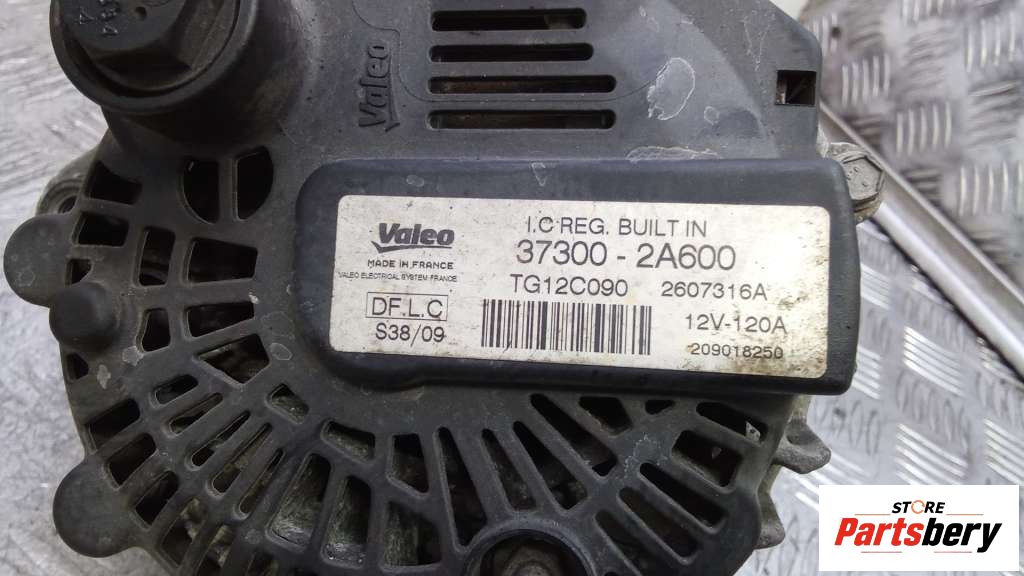 Valeo
Valeo
MADE IN FRANCE
VALEO ELECTRICAL SYSTEM-FRANCE
DF.L.C
S38/09
I.C REG. BUILT IN
37300 - 2A600
TG12C090 2607316A
12V-120A
209018250
STORE
Partsbery